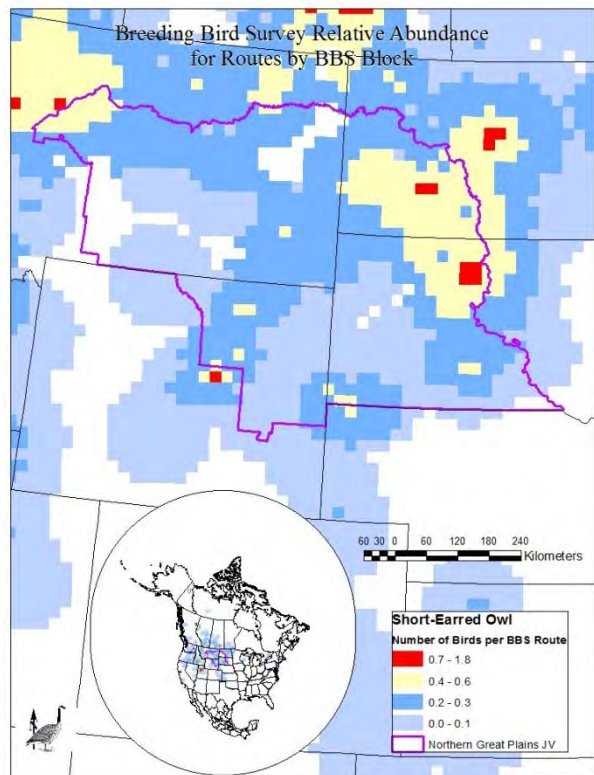 Breeding Bird Survey Relative Abundance
for Routes by BBS Block
60 30 0 60 120 180 240
Kilometers
Short-Earred Owl
Number of Birds per BBS Route
0.7 - 1.8
0.4 - 0.6
0.2 - 0.3
0.0 - 0.1
Northern Great Plains JV